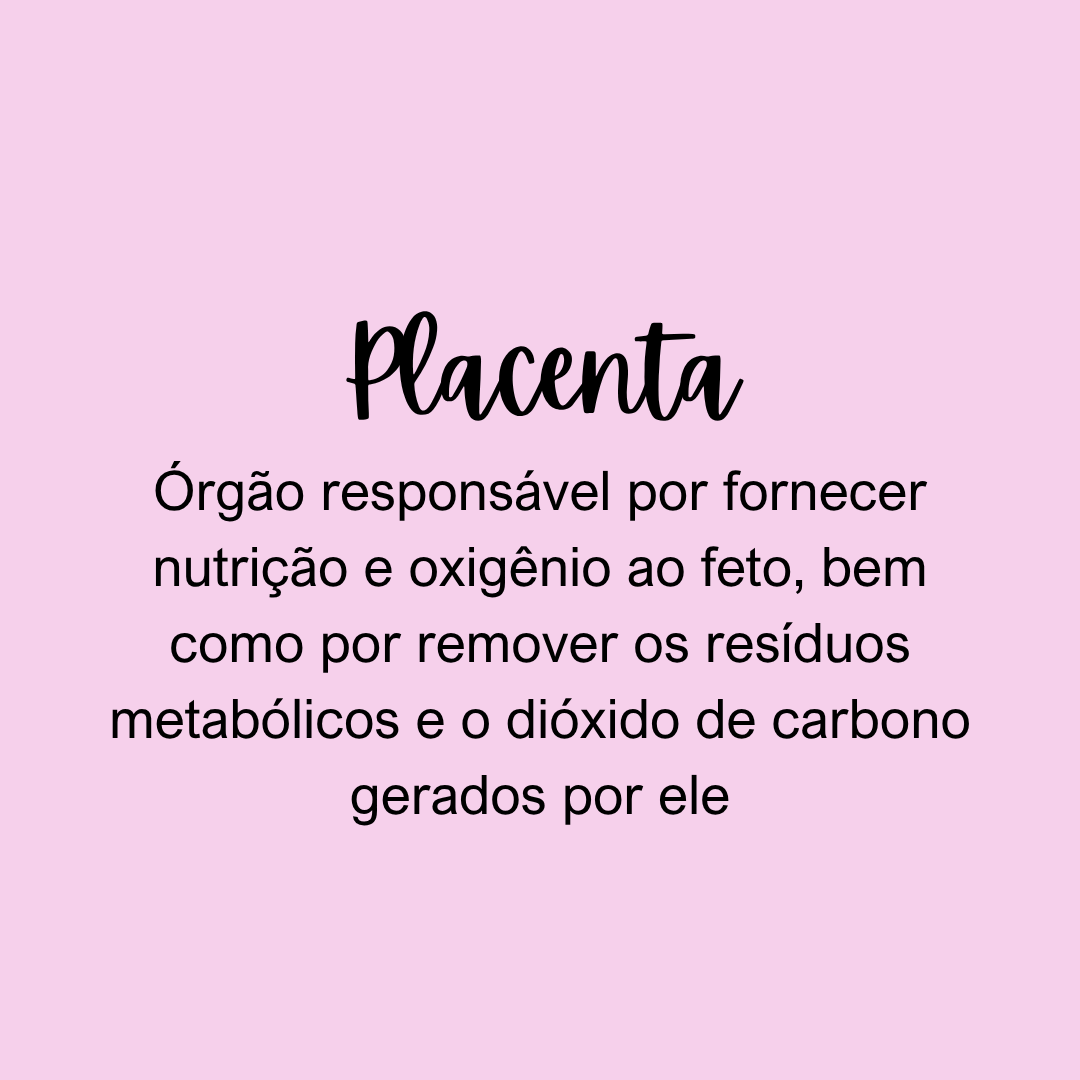 Placenta
Órgão responsável por fornecer
nutrição e oxigênio ao feto, bem
como por remover os resíduos
metabólicos e o dióxido de carbono
gerados por ele